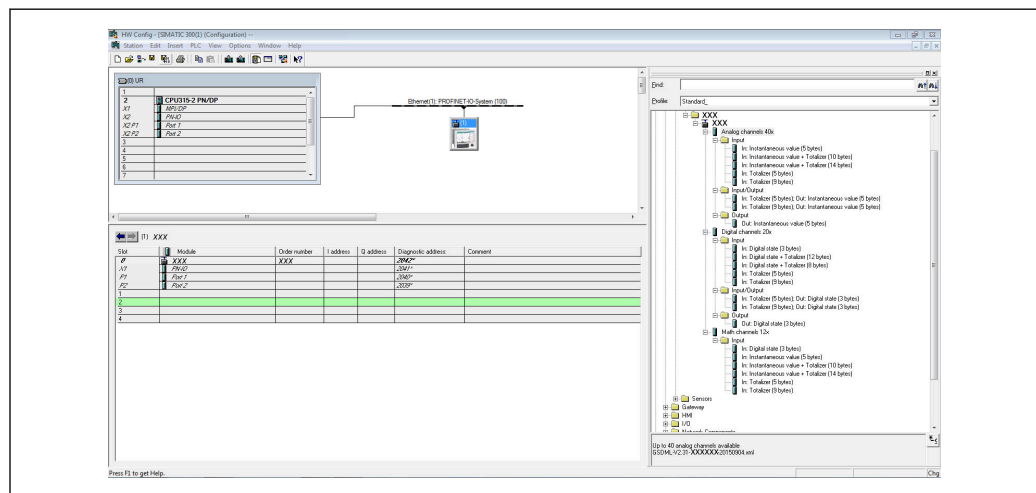 HW Config - [SIMATIC 300(1) (Configuration) --
Station Edit Insert PLC View Options Window Help
(0) UR
1
2 CPU315-2 PN/DP
X1 MPI/DP
X2 PN-IO
X2 P1 Port 1
X2 P2 Port 2
3
4
5
6
7
Ethernet(1): PROFINET-IO-System (100)
(1) XXX
Slot Module Order number I address Q address Diagnostic address: Comment
0 XXX XXX 2042*
X1 PN-IO 2041*
P1 Port 1 2040*
P2 Port 2 2039*
1
2
3
4
Find:
Profile: Standard_
XXX
XXX
Analog channels 40x
Input
In: Instantaneous value (5 bytes)
In: Instantaneous value + Totalizer (10 bytes)
In: Instantaneous value + Totalizer (14 bytes)
In: Totalizer (5 bytes)
In: Totalizer (9 bytes)
Input/Output
In: Totalizer (5 bytes); Out: Instantaneous value (5 bytes)
In: Totalizer (9 bytes); Out: Instantaneous value (5 bytes)
Output
Out: Instantaneous value (5 bytes)
Digital channels 20x
Input
In: Digital state (3 bytes)
In: Digital state + Totalizer (12 bytes)
In: Digital state + Totalizer (8 bytes)
In: Totalizer (5 bytes)
In: Totalizer (9 bytes)
Input/Output
In: Totalizer (5 bytes); Out: Digital state (3 bytes)
In: Totalizer (9 bytes); Out: Digital state (3 bytes)
Output
Out: Digital state (3 bytes)
Math channels 12x
Input
In: Digital state (3 bytes)
In: Instantaneous value (5 bytes)
In: Instantaneous value + Totalizer (10 bytes)
In: Instantaneous value + Totalizer (14 bytes)
In: Totalizer (5 bytes)
In: Totalizer (9 bytes)
Sensors
Gateway
HMI
I/O
Up to 40 analog channels available
GSDML-V2.31-XXXXXX-20150904.xml
Press F1 to get Help.
Chg